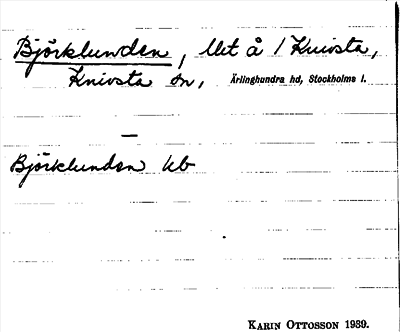 Björklunden, lht å 1 Knivsta,
Knivsta sn, Ärlinghundra hd, Stockholms l.
—
Björklunden kb
KARIN OTTOSSON 1939.